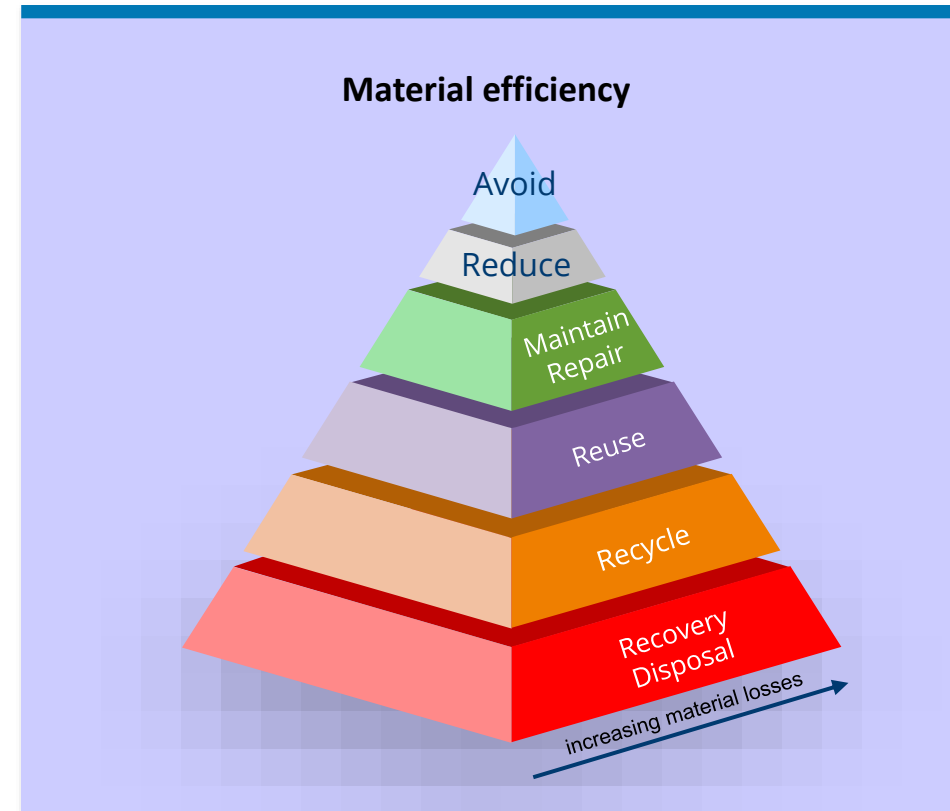 Material efficiency
Avoid
Reduce
Maintain
Repair
Reuse
Recycle
Recovery
Disposal
increasing material losses